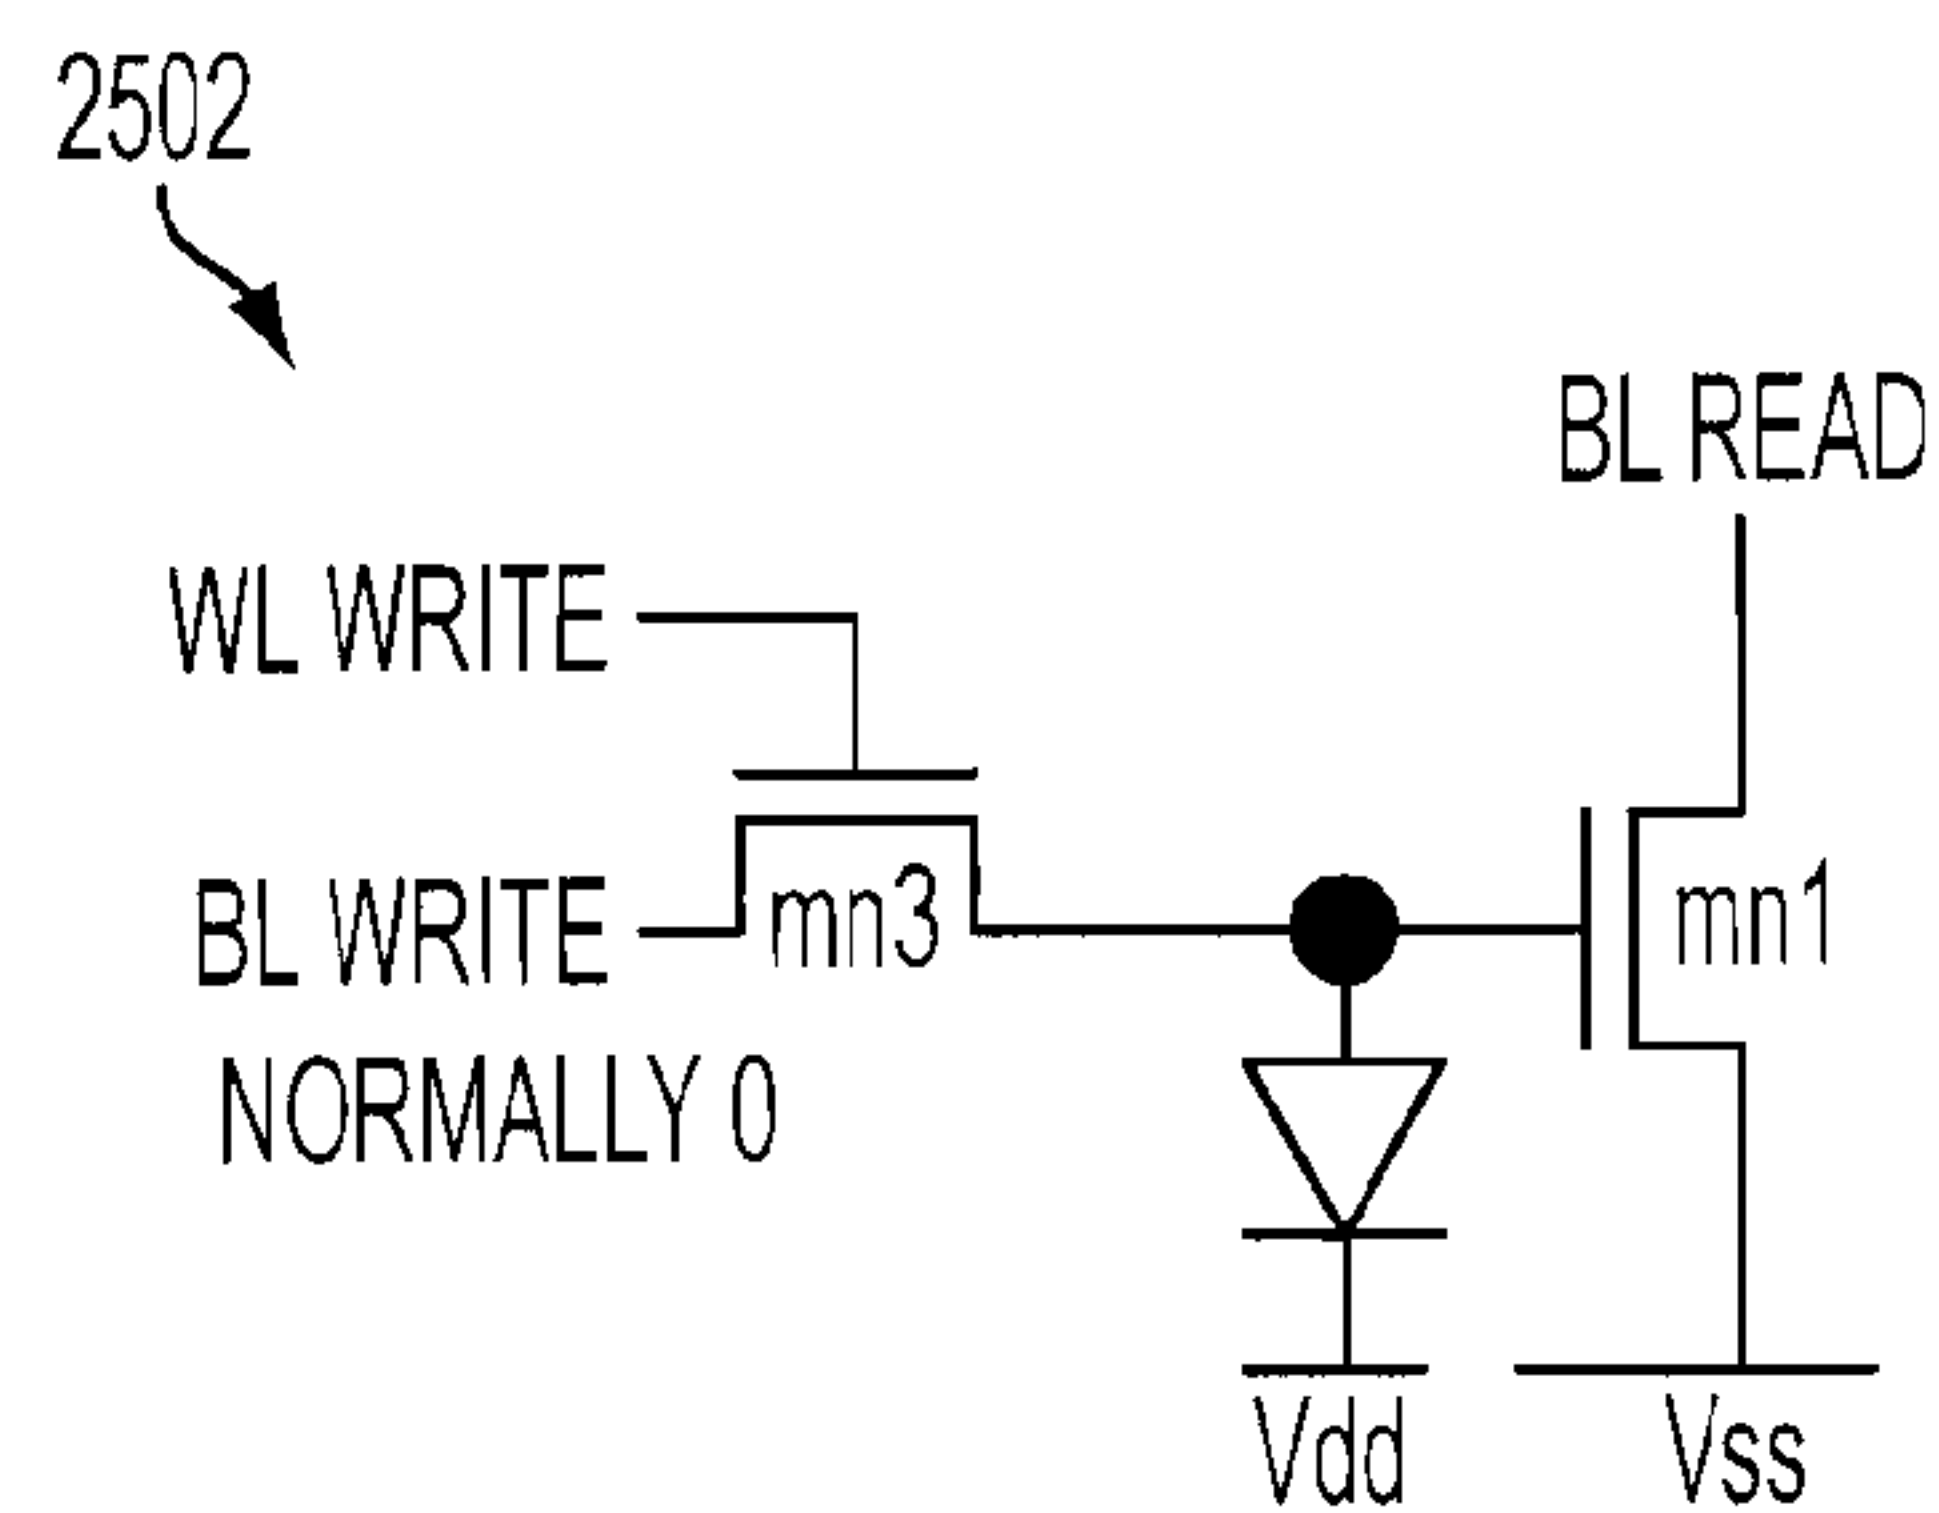 2502
BL READ
WL WRITE
BL WRITE
NORMALLY 0
mn3
mn1
Vdd
Vss